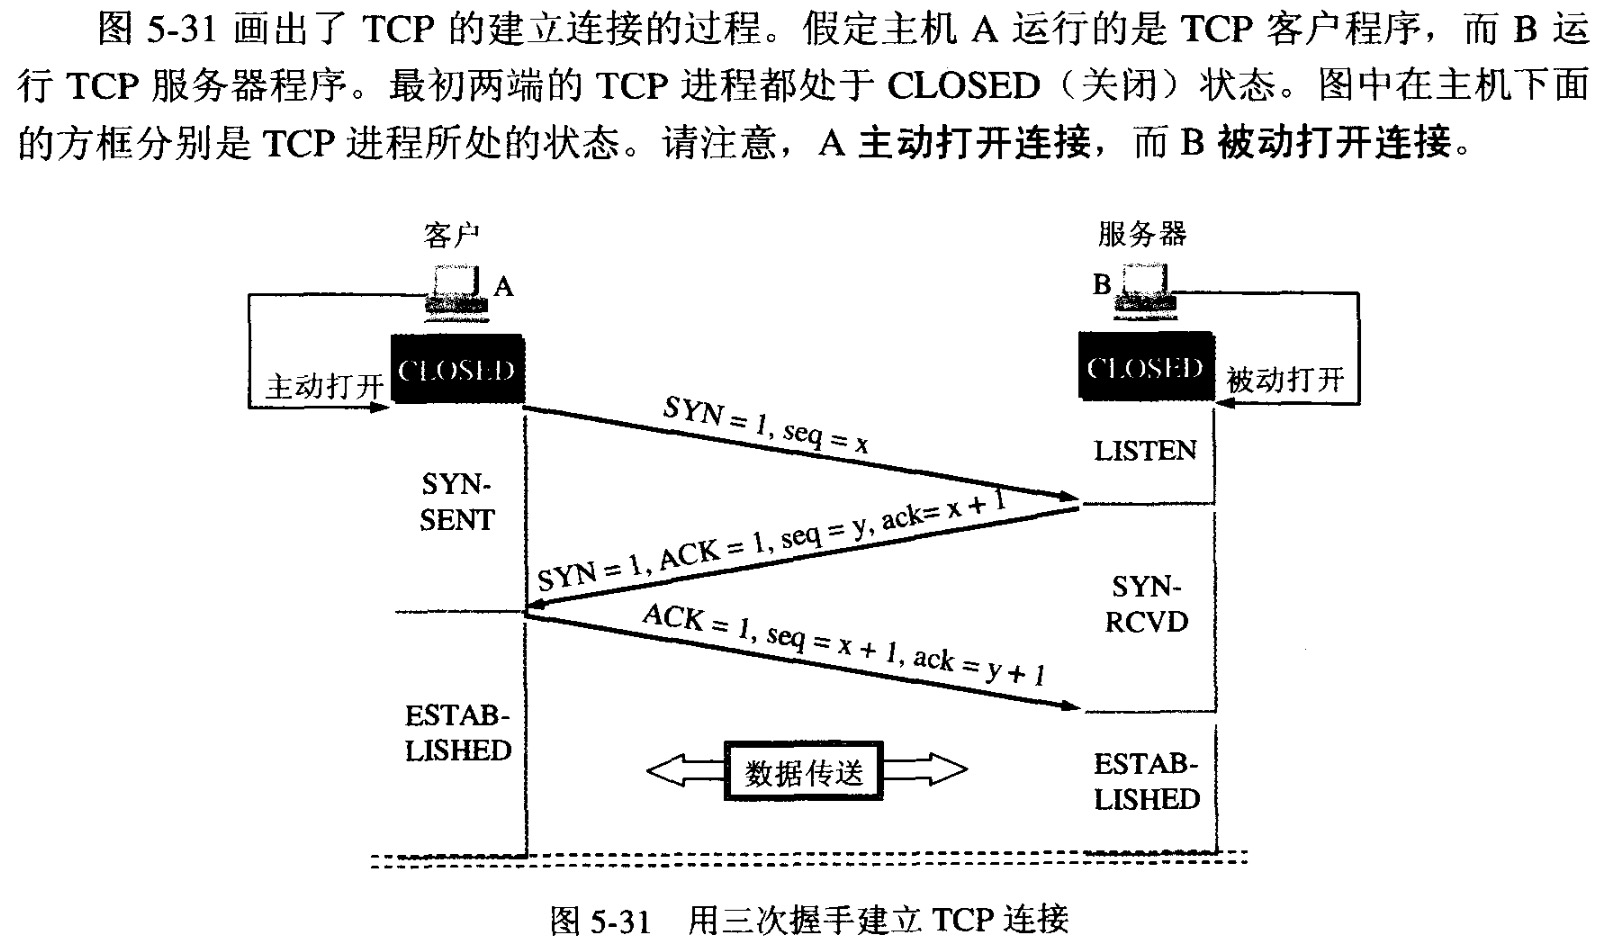 图 5-31 画出了 TCP 的建立连接的过程。假定主机 A 运行的是 TCP 客户程序，而 B 运
行 TCP 服务器程序。最初两端的 TCP 进程都处于 CLOSED（关闭）状态。图中在主机下面
的方框分别是 TCP 进程所处的状态。请注意，A 主动打开连接，而 B 被动打开连接。
客户
服务器
A
B
CLOSED
CLOSED
主动打开
被动打开
SYN = 1, seq = x
LISTEN
SYN-
SENT
SYN = 1, ACK = 1, seq = y, ack= x + 1
SYN-
RCVD
ACK = 1, seq = x + 1, ack = y + 1
ESTAB-
LISHED
数据传送
ESTAB-
LISHED
图 5-31 用三次握手建立 TCP 连接